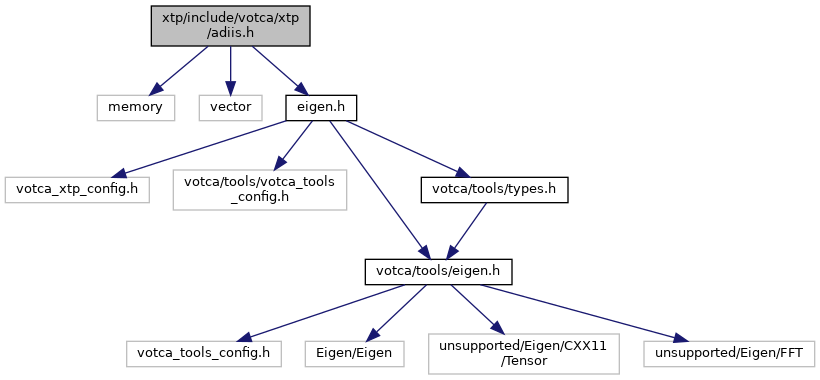 xtp/include/votca/xtp
/adiis.h
memory
vector
eigen.h
votca_xtp_config.h
votca/tools/votca_tools
_config.h
votca/tools/types.h
votca/tools/eigen.h
votca_tools_config.h
Eigen/Eigen
unsupported/Eigen/CXX11
/Tensor
unsupported/Eigen/FFT